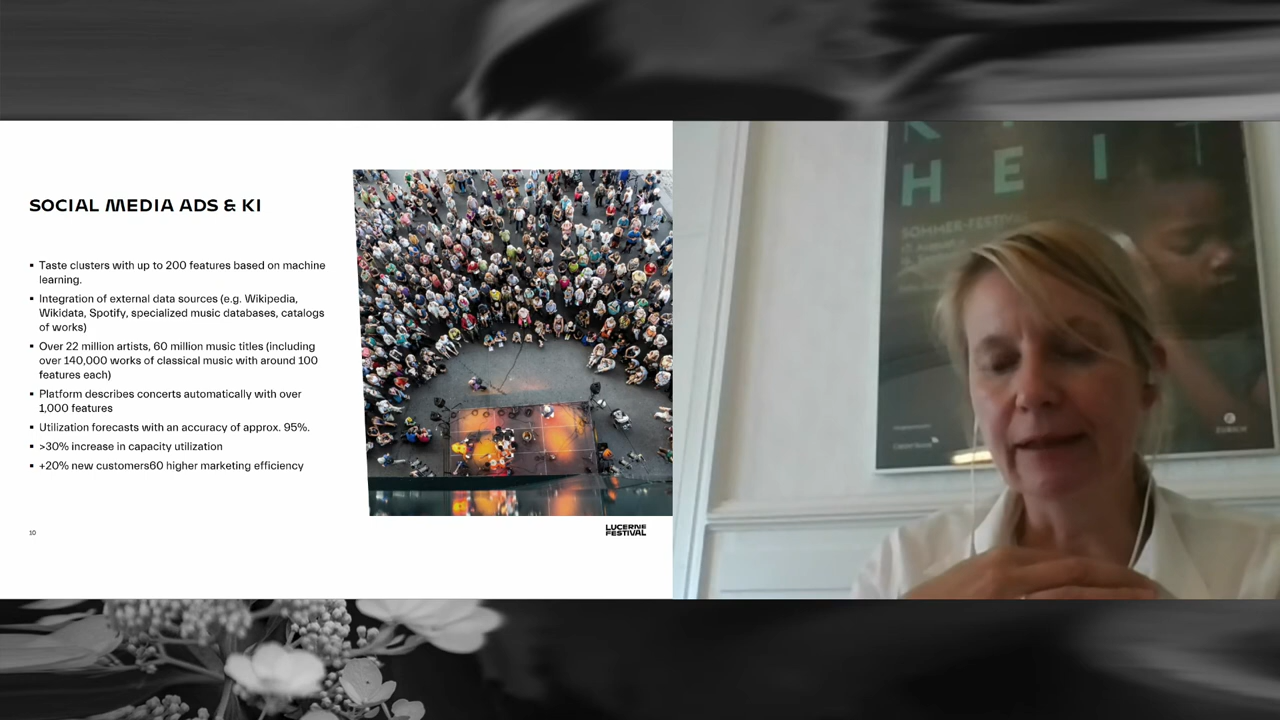 SOCIAL MEDIA ADS & KI
▪ Taste clusters with up to 200 features based on machine
learning.
▪ Integration of external data sources (e.g. Wikipedia,
Wikidata, Spotify, specialized music databases, catalogs
of works)
▪ Over 22 million artists, 60 million music titles (including
over 140,000 works of classical music with around 100
features each)
▪ Platform describes concerts automatically with over
1,000 features
▪ Utilization forecasts with an accuracy of approx. 95%.
▪ >30% increase in capacity utilization
▪ +20% new customers60 higher marketing efficiency
10
LUCERNE
FESTIVAL
HEIT
SOMMER-FESTIVAL
ZURICH